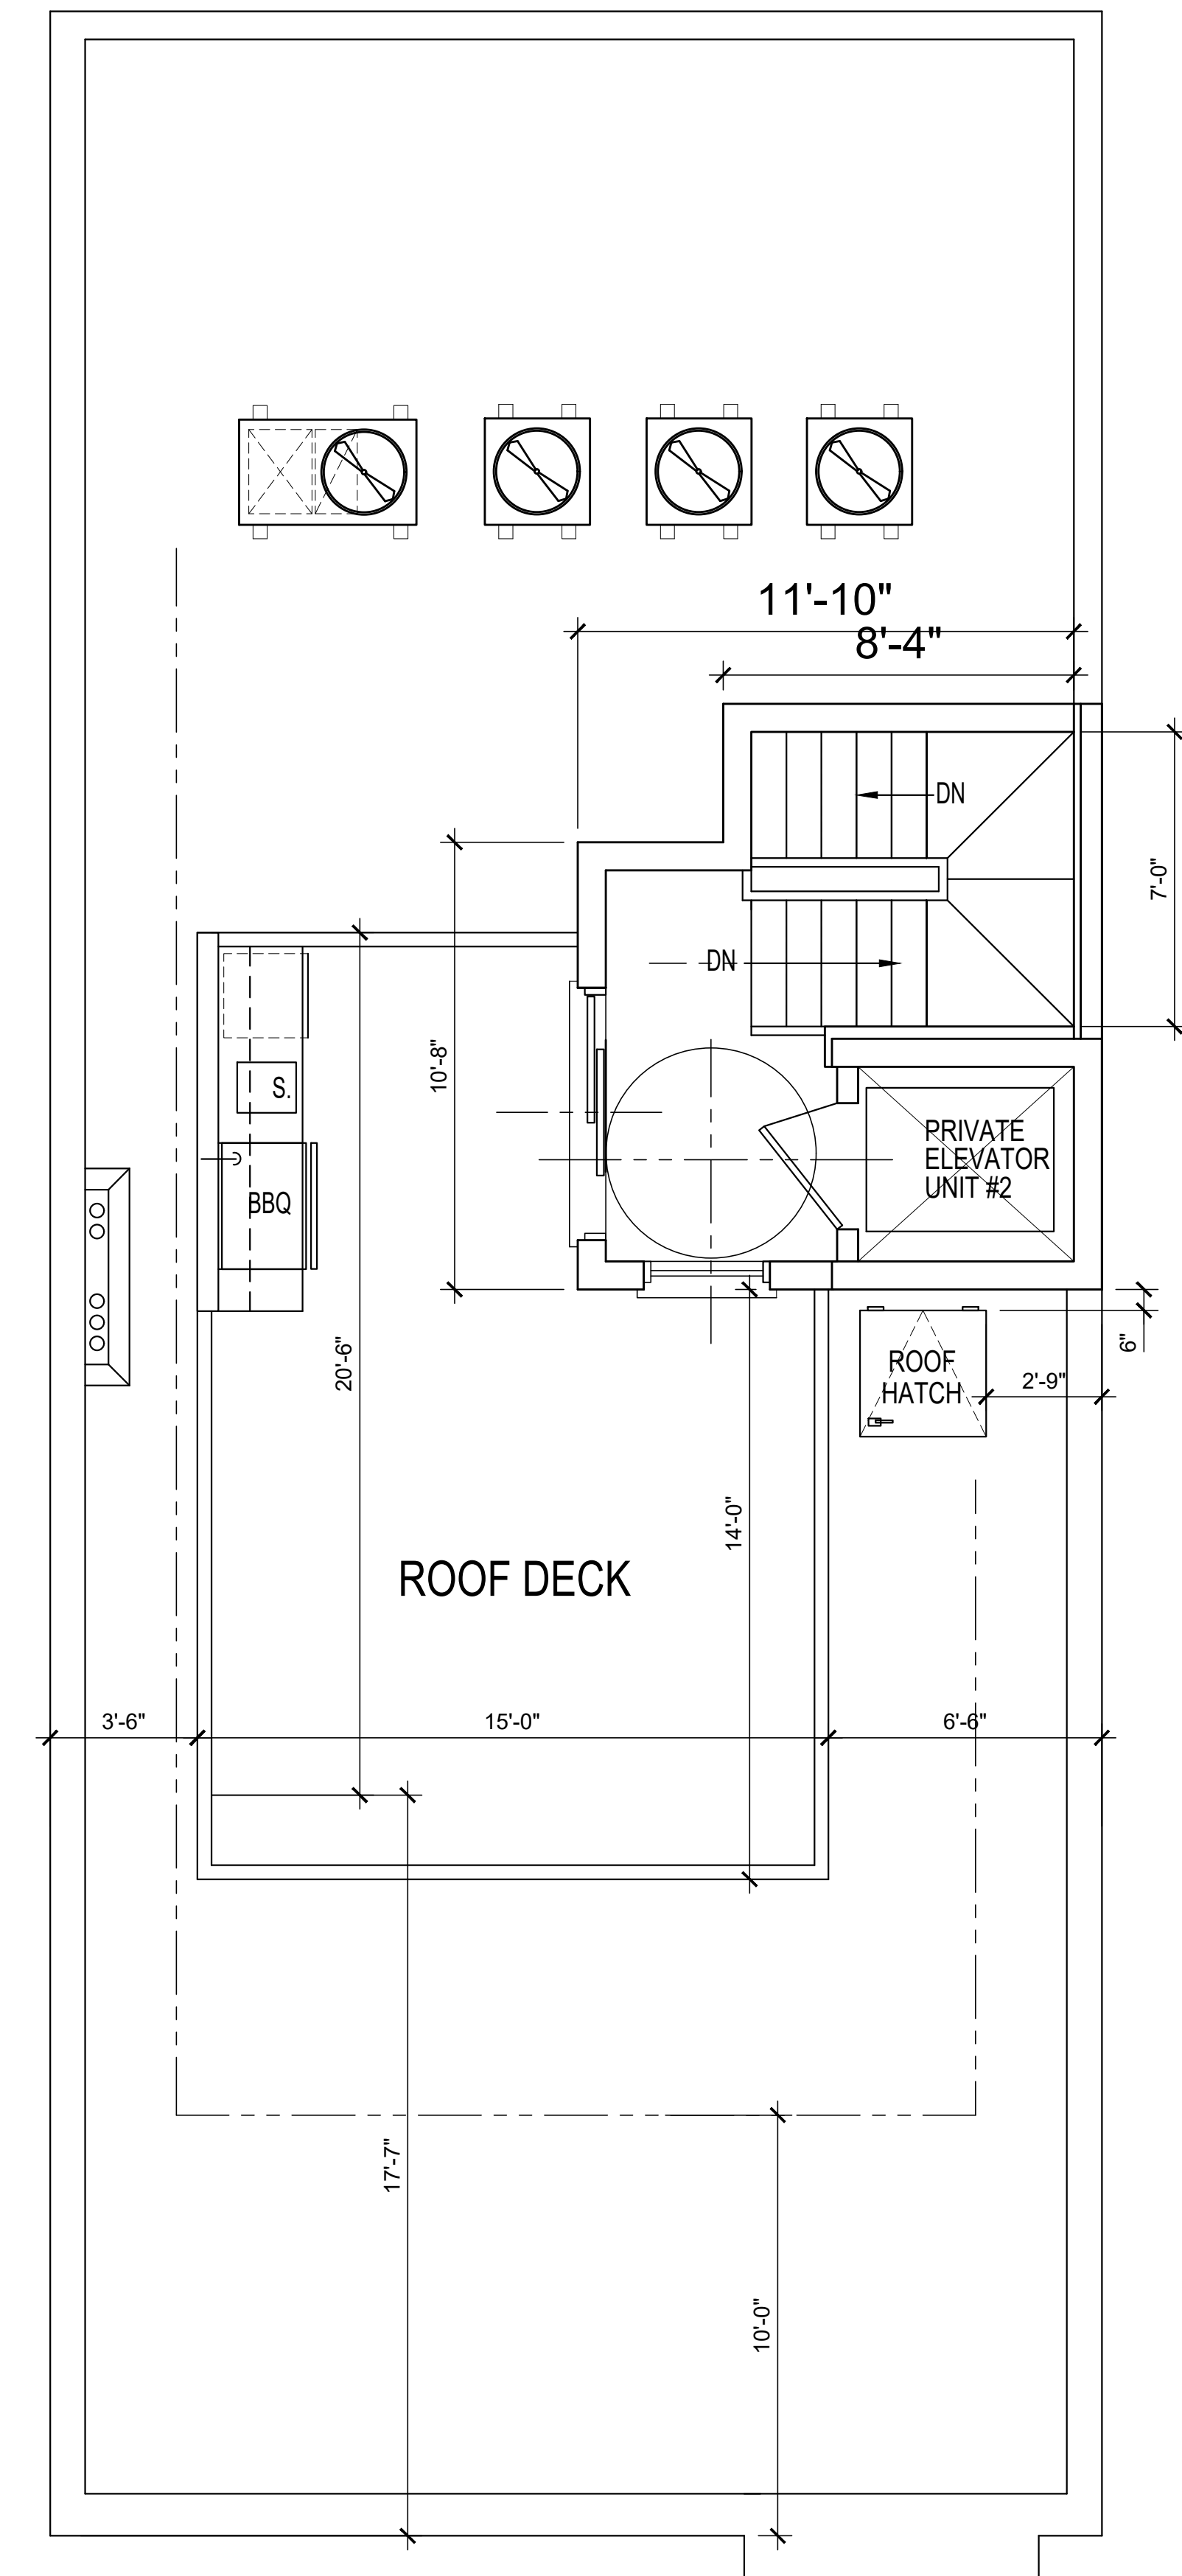 11'-10"
8'-4"
DN
7'-0"
DN
10'-8"
S.
PRIVATE
ELEVATOR
UNIT #2
BBQ
20'-6"
6"
ROOF
HATCH
2'-9"
14'-0"
ROOF DECK
3'-6"
15'-0"
6'-6"
17'-7"
10'-0"